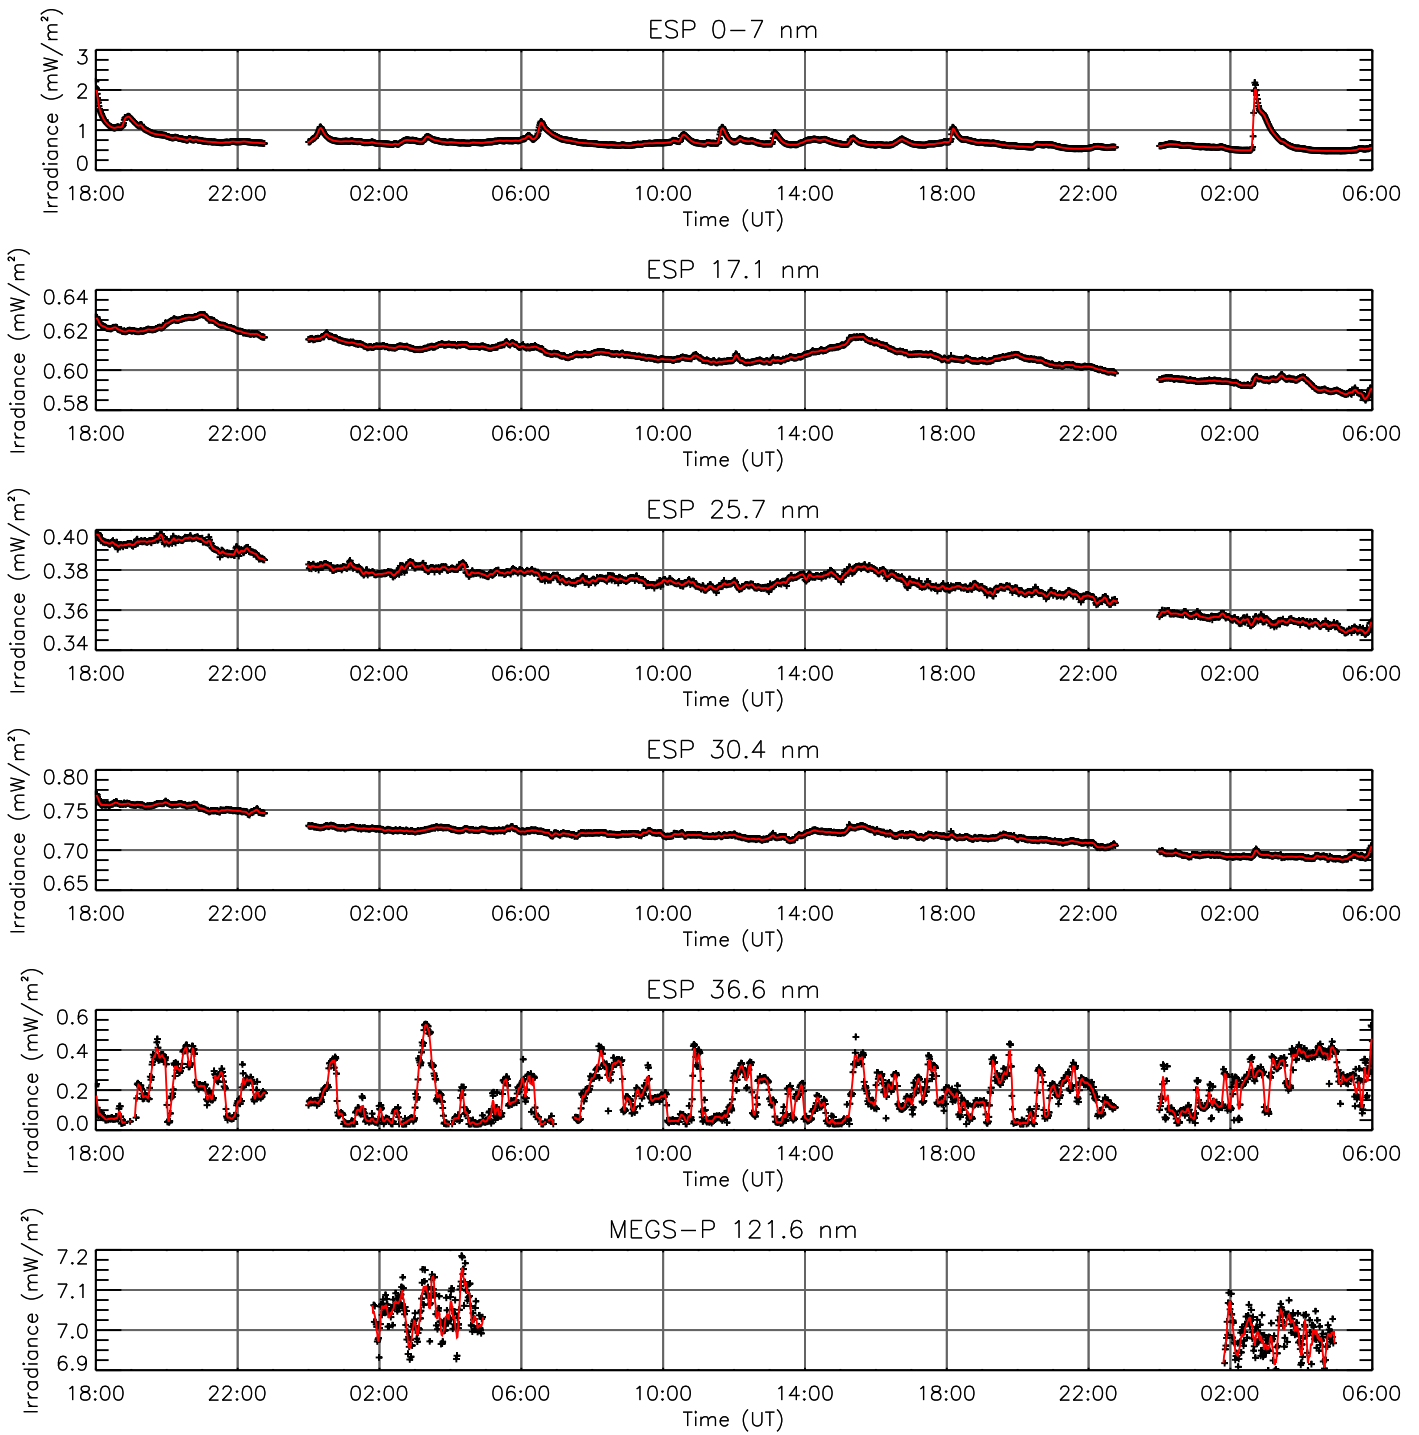 ESP 0-7 nm
Irradiance (mW/m²)
3
2
1
0
18:00 22:00 02:00 06:00 10:00 14:00 18:00 22:00 02:00 06:00
Time (UT)
ESP 17.1 nm
Irradiance (mW/m²)
0.64
0.62
0.60
0.58
18:00 22:00 02:00 06:00 10:00 14:00 18:00 22:00 02:00 06:00
Time (UT)
ESP 25.7 nm
Irradiance (mW/m²)
0.40
0.38
0.36
0.34
18:00 22:00 02:00 06:00 10:00 14:00 18:00 22:00 02:00 06:00
Time (UT)
ESP 30.4 nm
Irradiance (mW/m²)
0.80
0.75
0.70
0.65
18:00 22:00 02:00 06:00 10:00 14:00 18:00 22:00 02:00 06:00
Time (UT)
ESP 36.6 nm
Irradiance (mW/m²)
0.6
0.4
0.2
0.0
18:00 22:00 02:00 06:00 10:00 14:00 18:00 22:00 02:00 06:00
Time (UT)
MEGS-P 121.6 nm
Irradiance (mW/m²)
7.2
7.1
7.0
6.9
18:00 22:00 02:00 06:00 10:00 14:00 18:00 22:00 02:00 06:00
Time (UT)